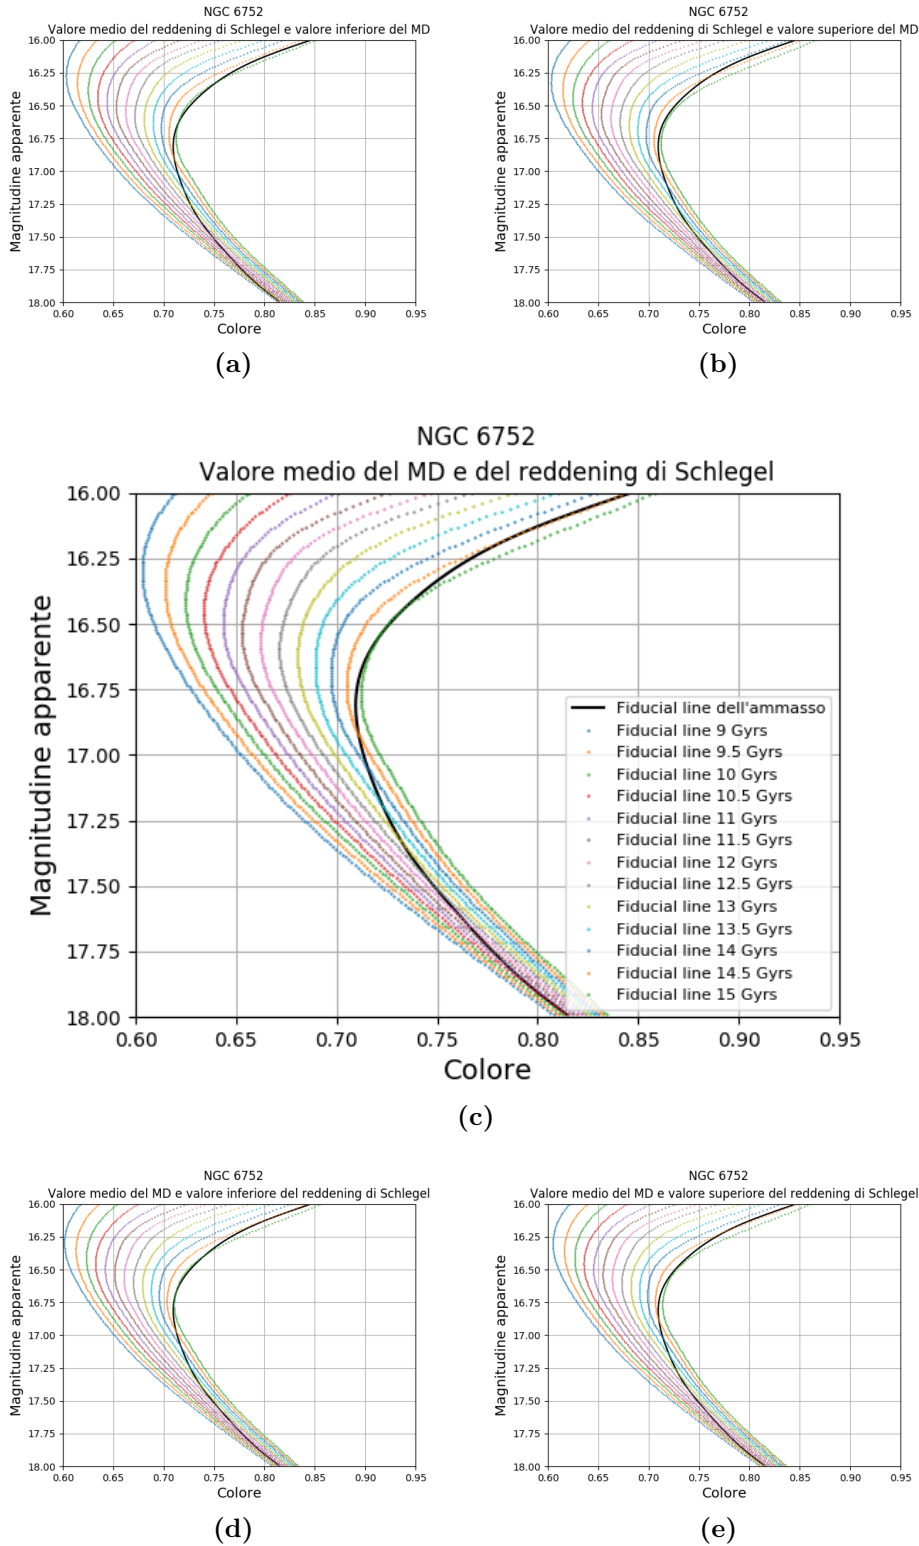 NGC 6752
Valore medio del reddening di Schlegel e valore inferiore del MD
16.00
16.25
16.50
16.75
17.00
17.25
17.50
17.75
18.00
Magnitudine apparente
0.60 0.65 0.70 0.75 0.80 0.85 0.90 0.95
Colore
(a)
NGC 6752
Valore medio del reddening di Schlegel e valore superiore del MD
16.00
16.25
16.50
16.75
17.00
17.25
17.50
17.75
18.00
Magnitudine apparente
0.60 0.65 0.70 0.75 0.80 0.85 0.90 0.95
Colore
(b)
NGC 6752
Valore medio del MD e del reddening di Schlegel
16.00
16.25
16.50
16.75
17.00
17.25
17.50
17.75
18.00
Magnitudine apparente
Fiducial line dell'ammasso
Fiducial line 9 Gyrs
Fiducial line 9.5 Gyrs
Fiducial line 10 Gyrs
Fiducial line 10.5 Gyrs
Fiducial line 11 Gyrs
Fiducial line 11.5 Gyrs
Fiducial line 12 Gyrs
Fiducial line 12.5 Gyrs
Fiducial line 13 Gyrs
Fiducial line 13.5 Gyrs
Fiducial line 14 Gyrs
Fiducial line 14.5 Gyrs
Fiducial line 15 Gyrs
0.60 0.65 0.70 0.75 0.80 0.85 0.90 0.95
Colore
(c)
NGC 6752
Valore medio del MD e valore inferiore del reddening di Schlegel
16.00
16.25
16.50
16.75
17.00
17.25
17.50
17.75
18.00
Magnitudine apparente
0.60 0.65 0.70 0.75 0.80 0.85 0.90 0.95
Colore
(d)
NGC 6752
Valore medio del MD e valore superiore del reddening di Schlegel
16.00
16.25
16.50
16.75
17.00
17.25
17.50
17.75
18.00
Magnitudine apparente
0.60 0.65 0.70 0.75 0.80 0.85 0.90 0.95
Colore
(e)